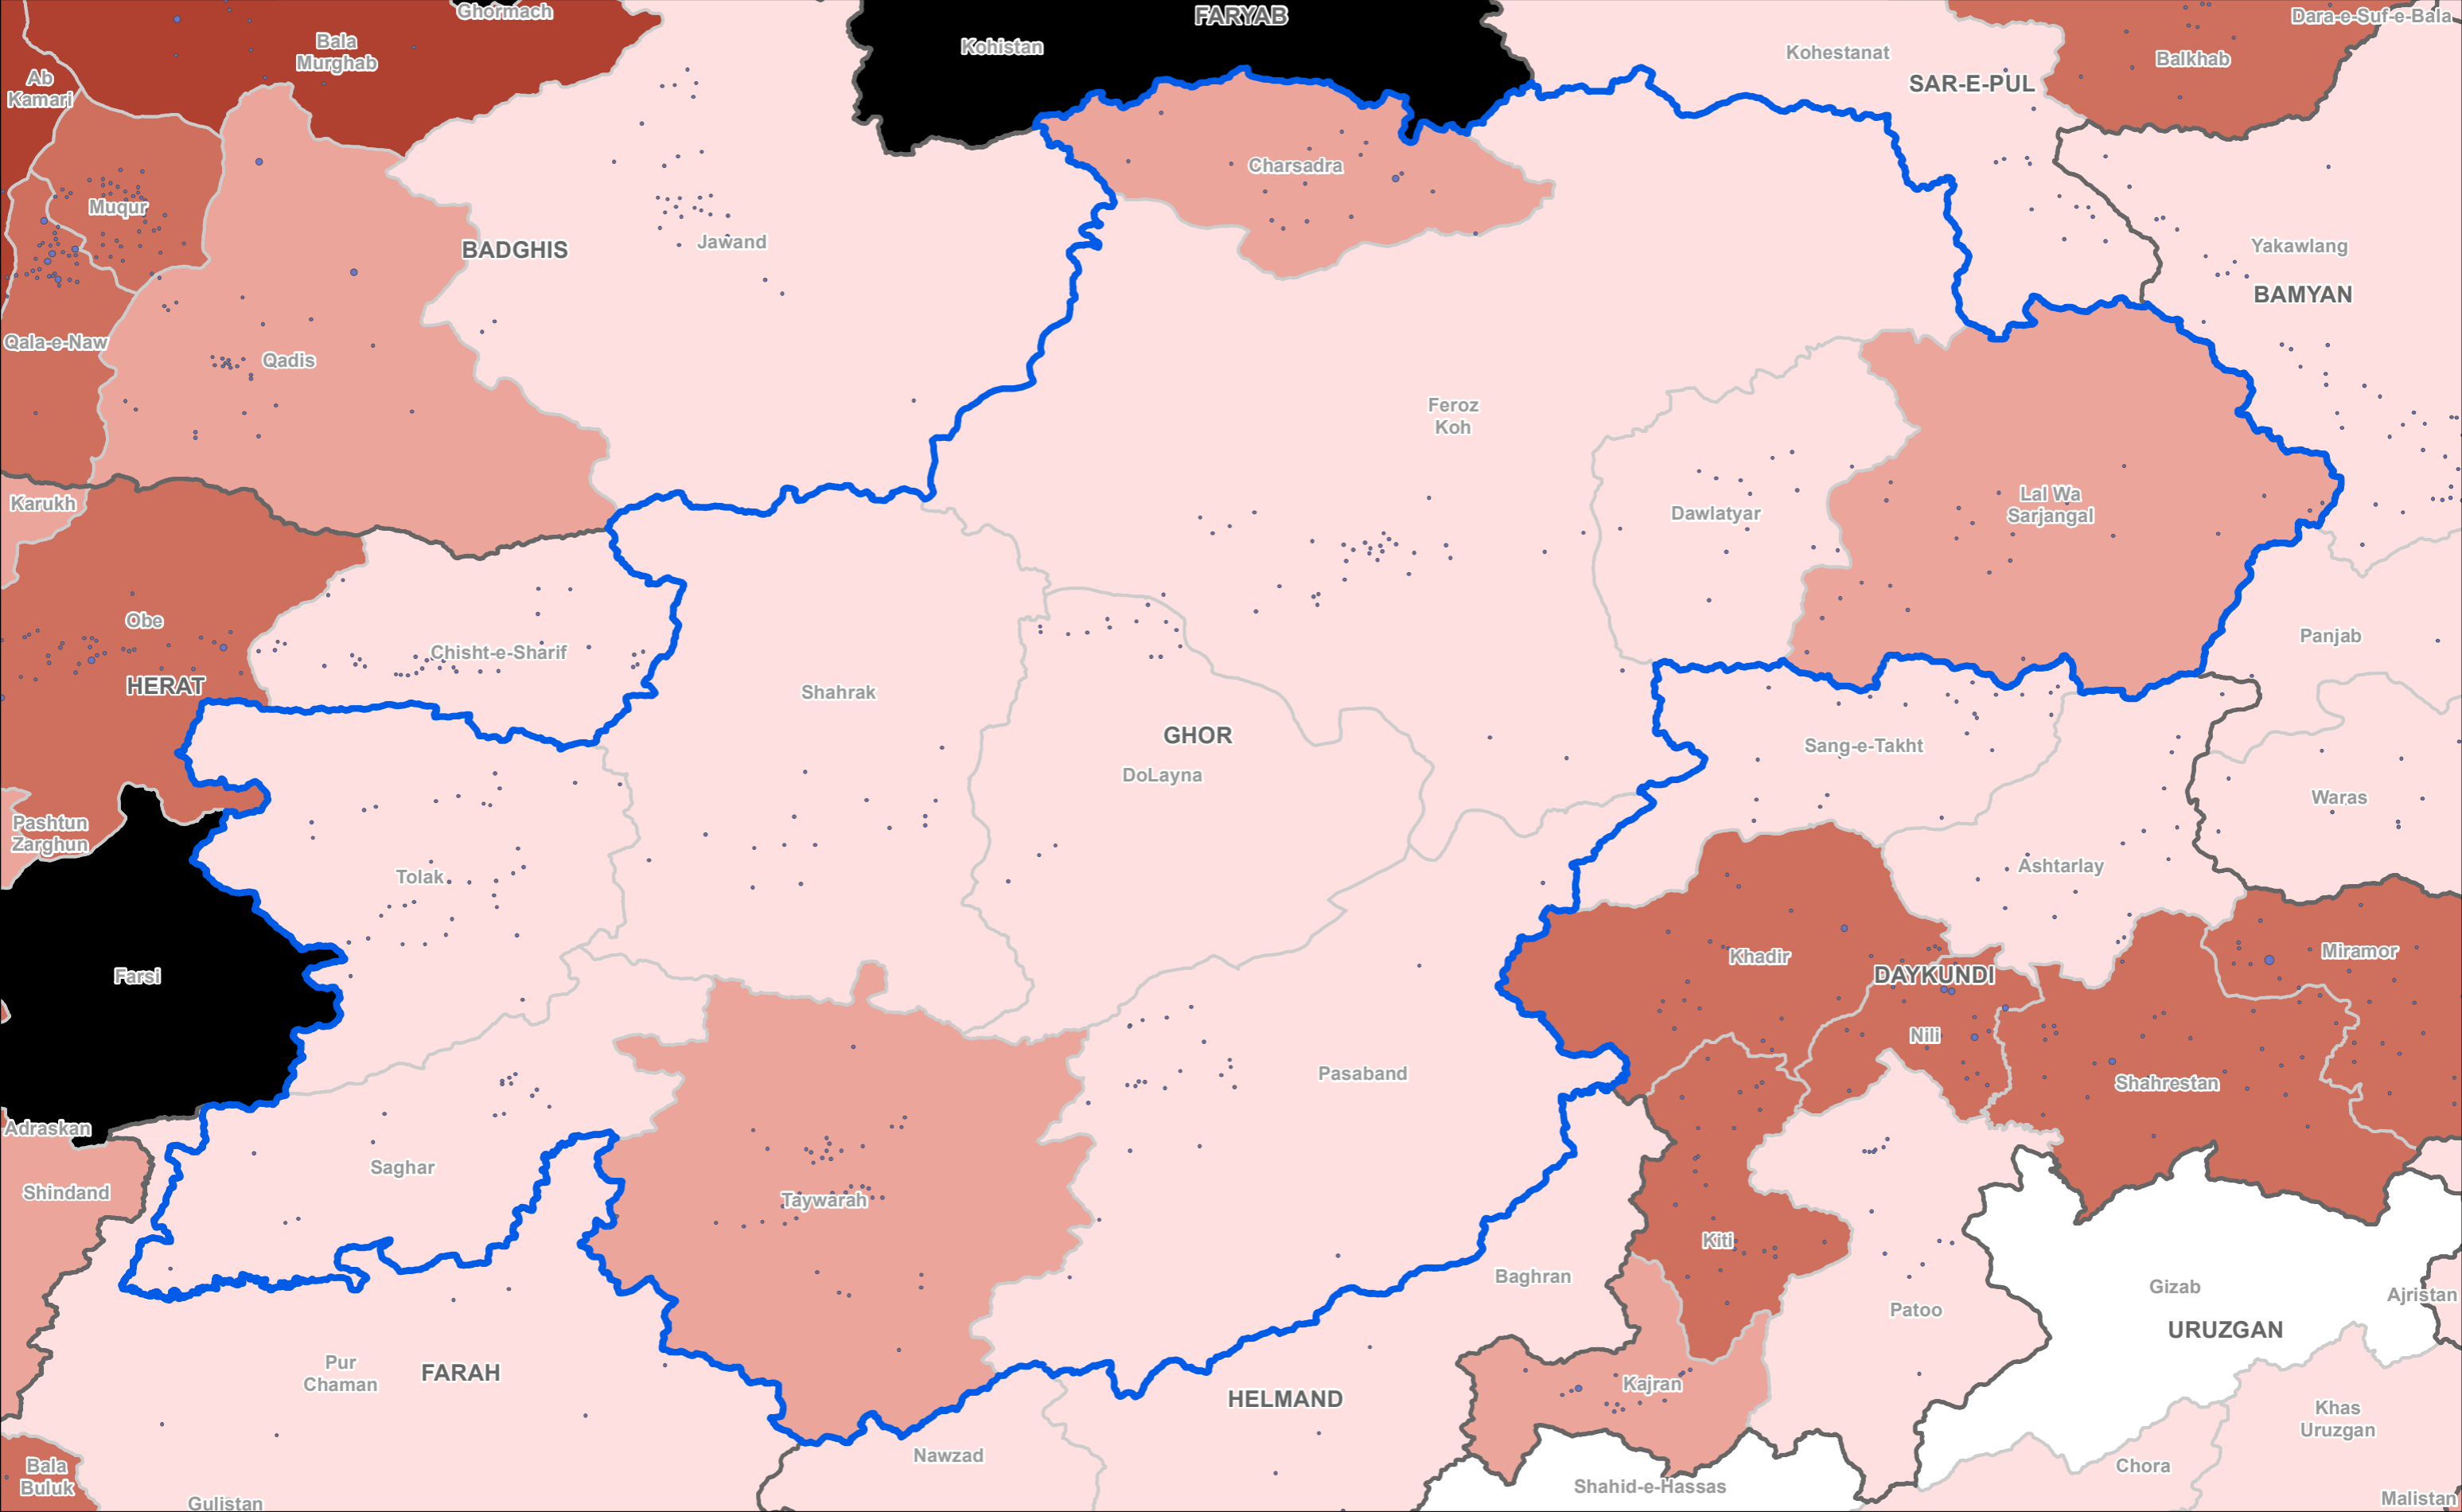 Ghormach
FARYAB
Dara-e-Suf-e-Bala
Bala
Murghab
Kohistan
Kohestanat
Balkhab
Ab
Kamari
SAR-E-PUL
Charsadra
Muqur
BADGHIS
Jawand
Yakawlang
BAMYAN
Qala-e-Naw
Qadis
Feroz
Koh
Karukh
Dawlatyar
Lal Wa
Sarjangal
Obe
Chisht-e-Sharif
Panjab
HERAT
Shahrak
GHOR
Sang-e-Takht
DoLayna
Waras
Pashtun
Zarghun
Tolak
Ashtarlay
Farsi
Khadir
DAYKUNDI
Miramor
Nili
Pasaband
Shahrestan
Adraskan
Saghar
Shindand
Taywarah
Kiti
Baghran
Gizab
Ajristan
Patoo
URUZGAN
Pur
Chaman
FARAH
HELMAND
Kajran
Khas
Uruzgan
Nawzad
Bala
Buluk
Chora
Shahid-e-Hassas
Gulistan
Malistan